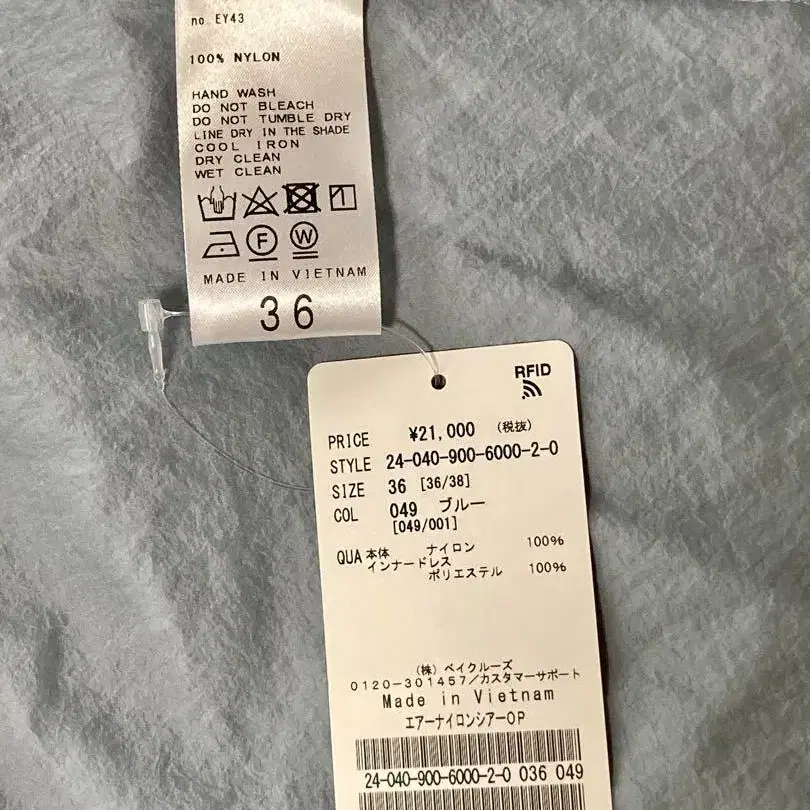 no. EY43
100% NYLON
HAND WASH
DO NOT BLEACH
DO NOT TUMBLE DRY
LINE DRY IN THE SHADE
COOL IRON
DRY CLEAN
WET CLEAN
F W
MADE IN VIETNAM
36
RFID
PRICE ¥21,000 (税抜)
STYLE 24-040-900-6000-2-0
SIZE 36 [36/38]
COL 049 ブルー
[049/001]
QUA 本体 ナイロン 100%
インナードレス
ポリエステル 100%
(株) ベイクルーズ
0120-301457/カスタマーサポート
Made in Vietnam
エアーナイロンシアーOP
24-040-900-6000-2-0 036 049